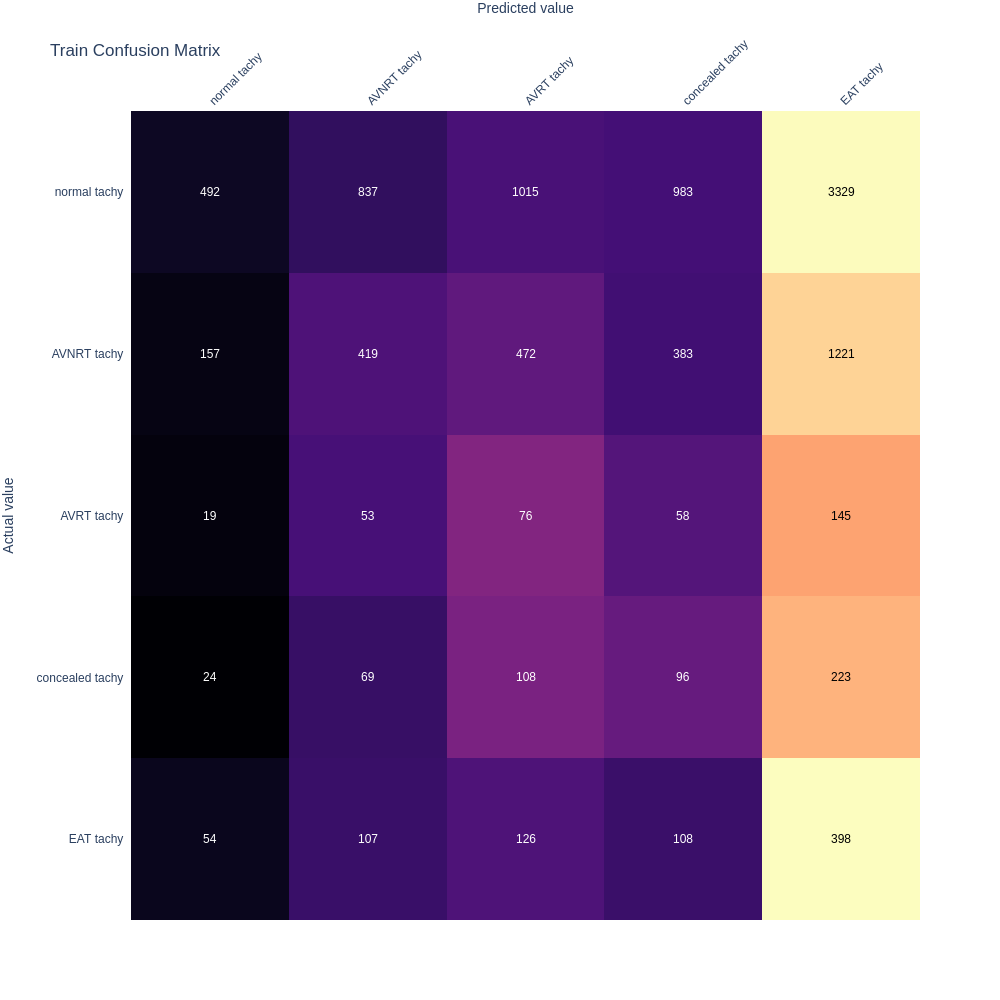 Predicted value
Train Confusion Matrix
normal tachy AVNRT tachy AVRT tachy concealed tachy EAT tachy
normal tachy 492 837 1015 983 3329
AVNRT tachy 157 419 472 383 1221
Actual value
AVRT tachy 19 53 76 58 145
concealed tachy 24 69 108 96 223
EAT tachy 54 107 126 108 398